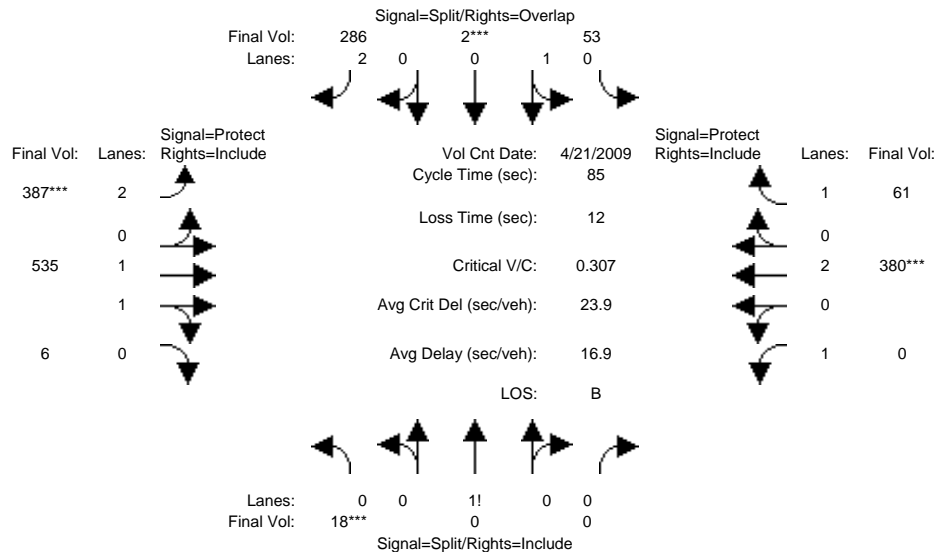 Signal=Split/Rights=Overlap
Final Vol: 286 2*** 53
Lanes: 2 0 0 1 0
Signal=Protect Signal=Protect
Final Vol: Lanes: Rights=Include Vol Cnt Date: 4/21/2009 Rights=Include Lanes: Final Vol:
Cycle Time (sec): 85
387*** 2 1 61
Loss Time (sec): 12
0 0
535 1 Critical V/C: 0.307 2 380***
1 Avg Crit Del (sec/veh): 23.9 0
6 0 Avg Delay (sec/veh): 16.9 1 0
LOS: B
Lanes: 0 0 1! 0 0
Final Vol: 18*** 0 0
Signal=Split/Rights=Include